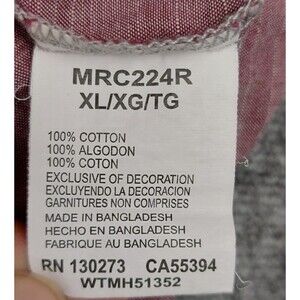 MRC224R
XL/XG/TG
100% COTTON
100% ALGODON
100% COTON
EXCLUSIVE OF DECORATION
EXCLUYENDO LA DECORACION
GARNITURES NON COMPRISES
MADE IN BANGLADESH
HECHO EN BANGLADESH
FABRIQUE AU BANGLADESH
RN 130273 CA55394
WTMH51352